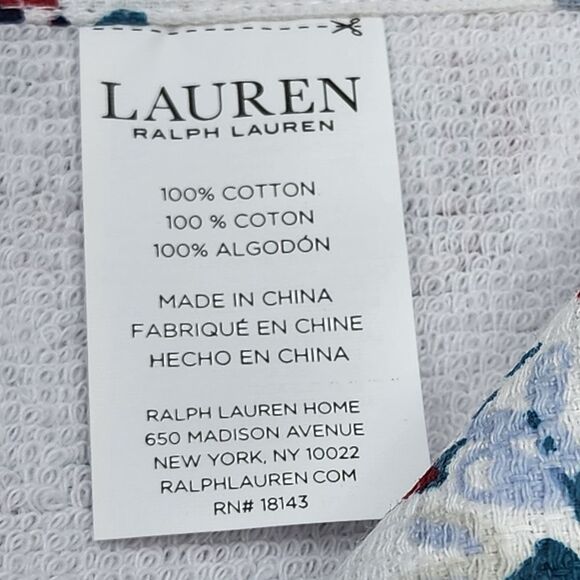 LAUREN
RALPH LAUREN
100% COTTON
100 % COTON
100% ALGODÓN
MADE IN CHINA
FABRIQUÉ EN CHINE
HECHO EN CHINA
RALPH LAUREN HOME
650 MADISON AVENUE
NEW YORK, NY 10022
RALPHLAUREN.COM
RN# 18143